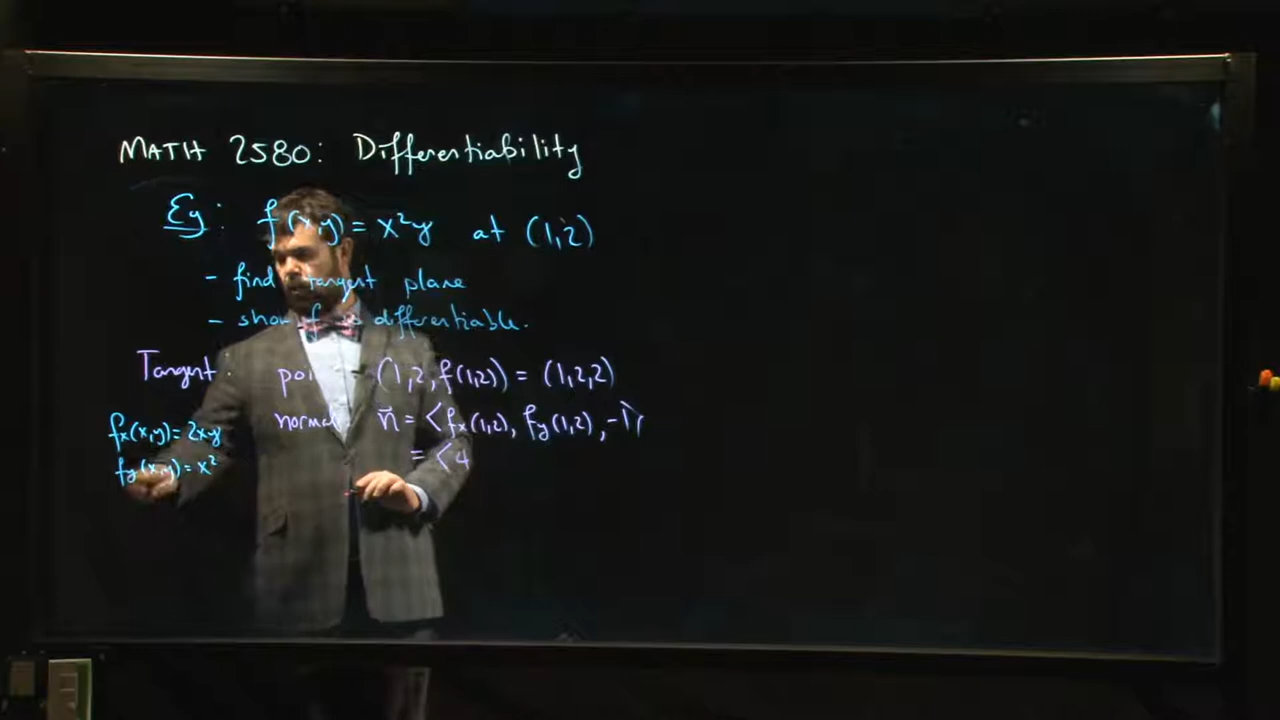 MATH 2580: Differentiability
Eg: f(x,y) = x²y at (1,2)
- find tangent plane
- show f is differentiable.
Tangent: point: (1,2,f(1,2)) = (1,2,2)
normal: n⃗ = ⟨fx(1,2), fy(1,2), -1⟩
fx(x,y) = 2xy
= ⟨4
fy(x,y) = x²